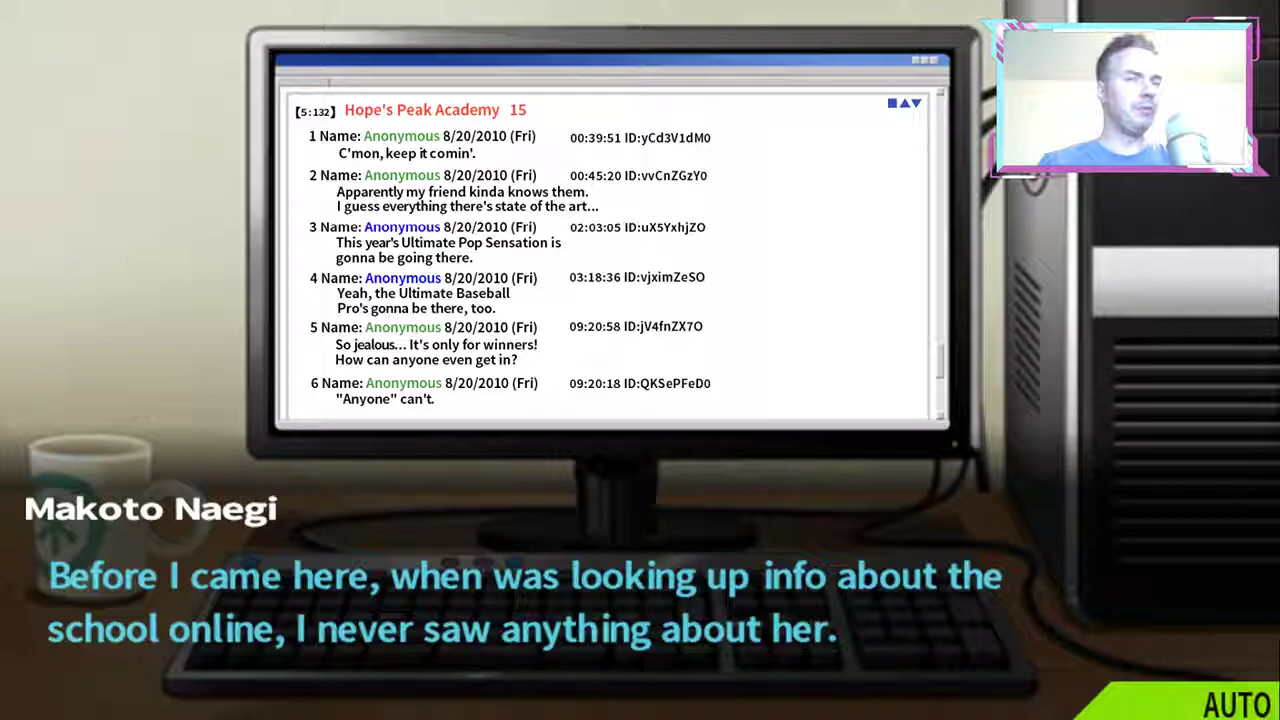 【5:132】 Hope's Peak Academy 15
1 Name: Anonymous 8/20/2010 (Fri) 00:39:51 ID:yCd3V1dM0
C'mon, keep it comin'.
2 Name: Anonymous 8/20/2010 (Fri) 00:45:20 ID:vvCnZGzY0
Apparently my friend kinda knows them.
I guess everything there's state of the art...
3 Name: Anonymous 8/20/2010 (Fri) 02:03:05 ID:uX5YxhjZO
This year's Ultimate Pop Sensation is
gonna be going there.
4 Name: Anonymous 8/20/2010 (Fri) 03:18:36 ID:vjximZeSO
Yeah, the Ultimate Baseball
Pro's gonna be there, too.
5 Name: Anonymous 8/20/2010 (Fri) 09:20:58 ID:jV4fnZX7O
So jealous... It's only for winners!
How can anyone even get in?
6 Name: Anonymous 8/20/2010 (Fri) 09:20:18 ID:QKSePFeD0
"Anyone" can't.
Makoto Naegi
Before I came here, when was looking up info about the
school online, I never saw anything about her.
AUTO